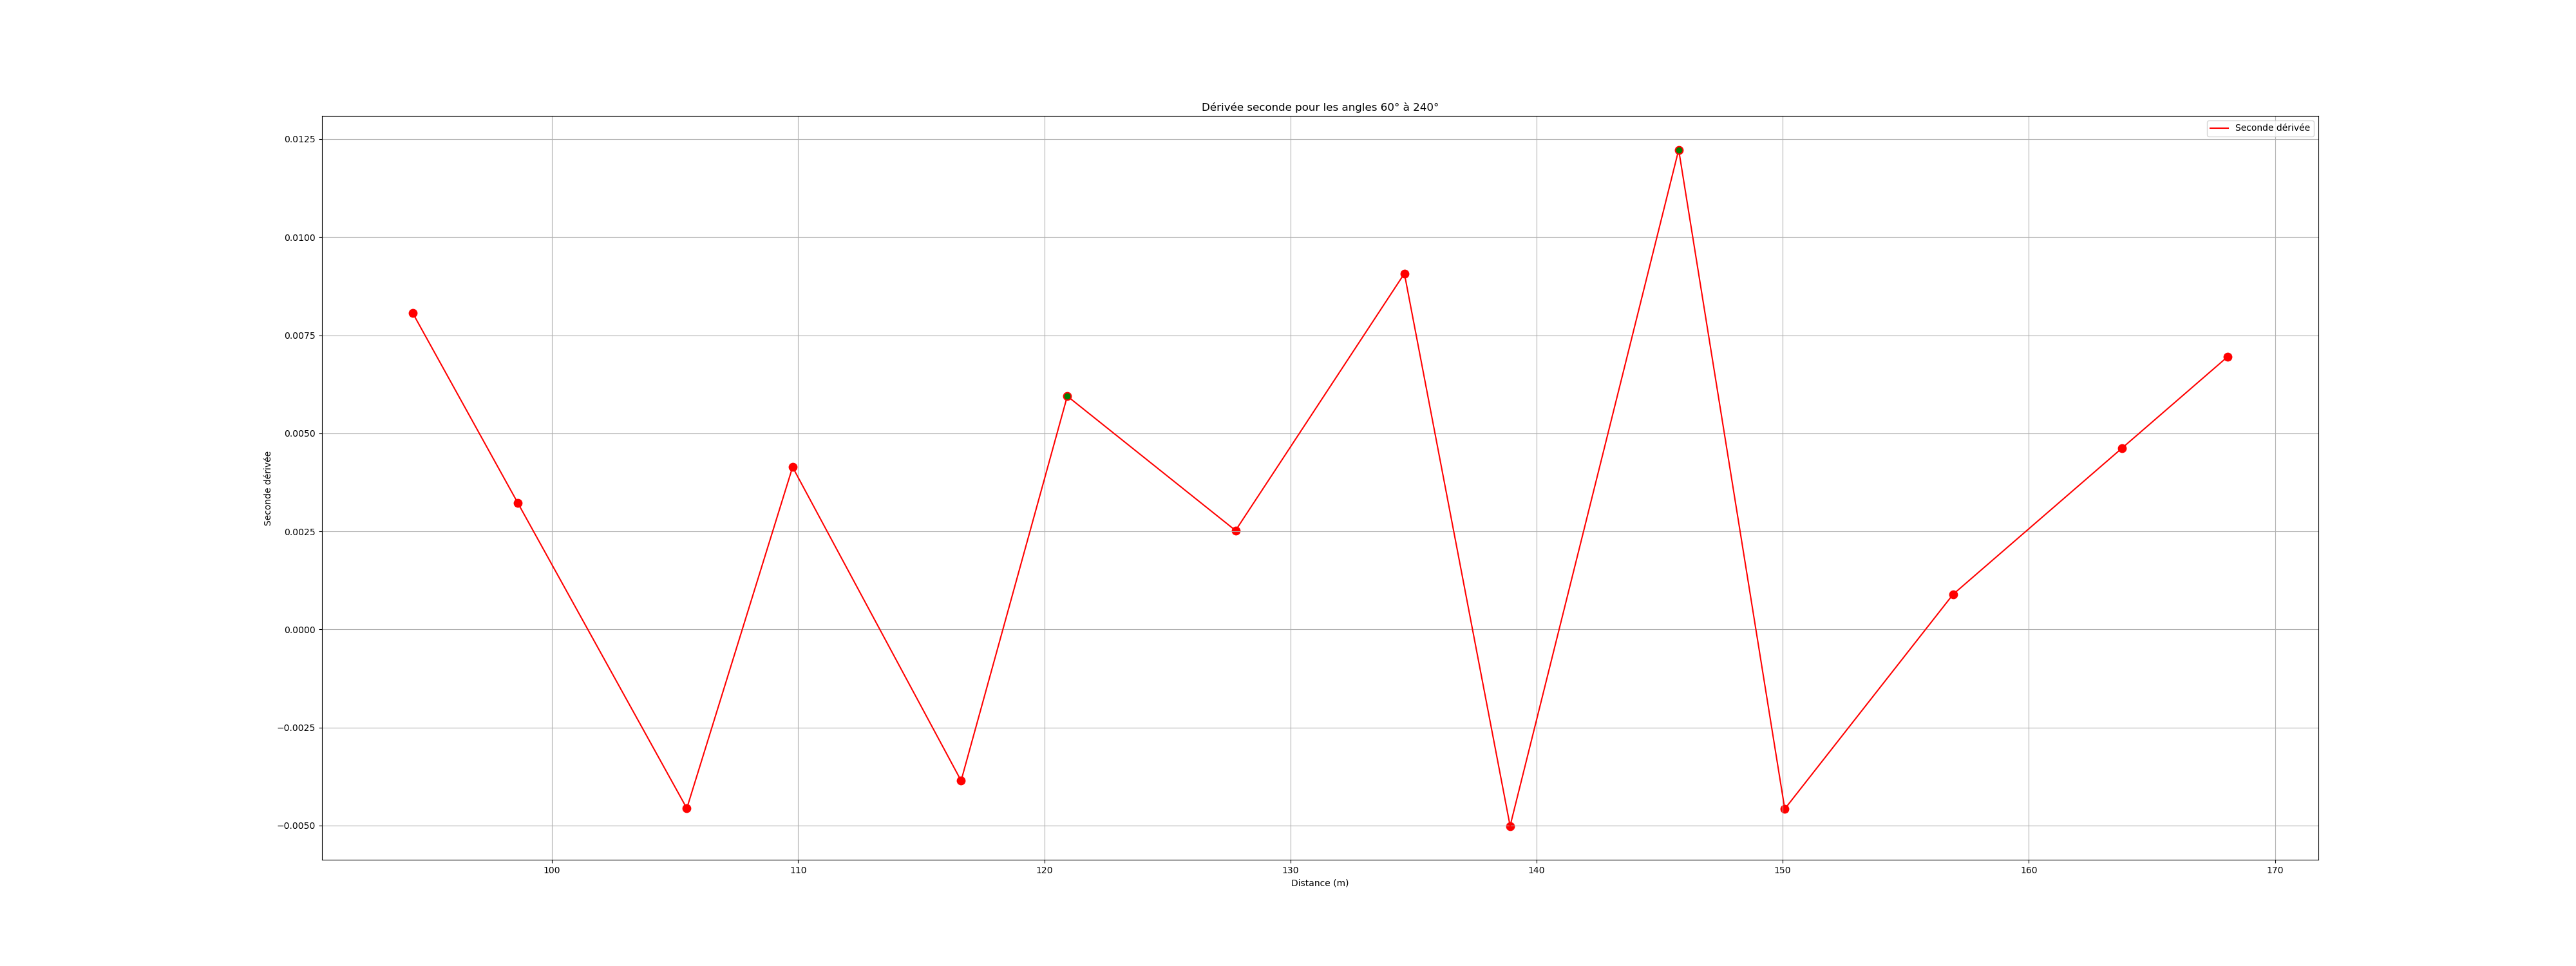 Dérivée seconde pour les angles 60° à 240°
Seconde dérivée
0.0125
0.0100
0.0075
0.0050
0.0025
0.0000
−0.0025
−0.0050
Seconde dérivée
100 110 120 130 140 150 160 170
Distance (m)